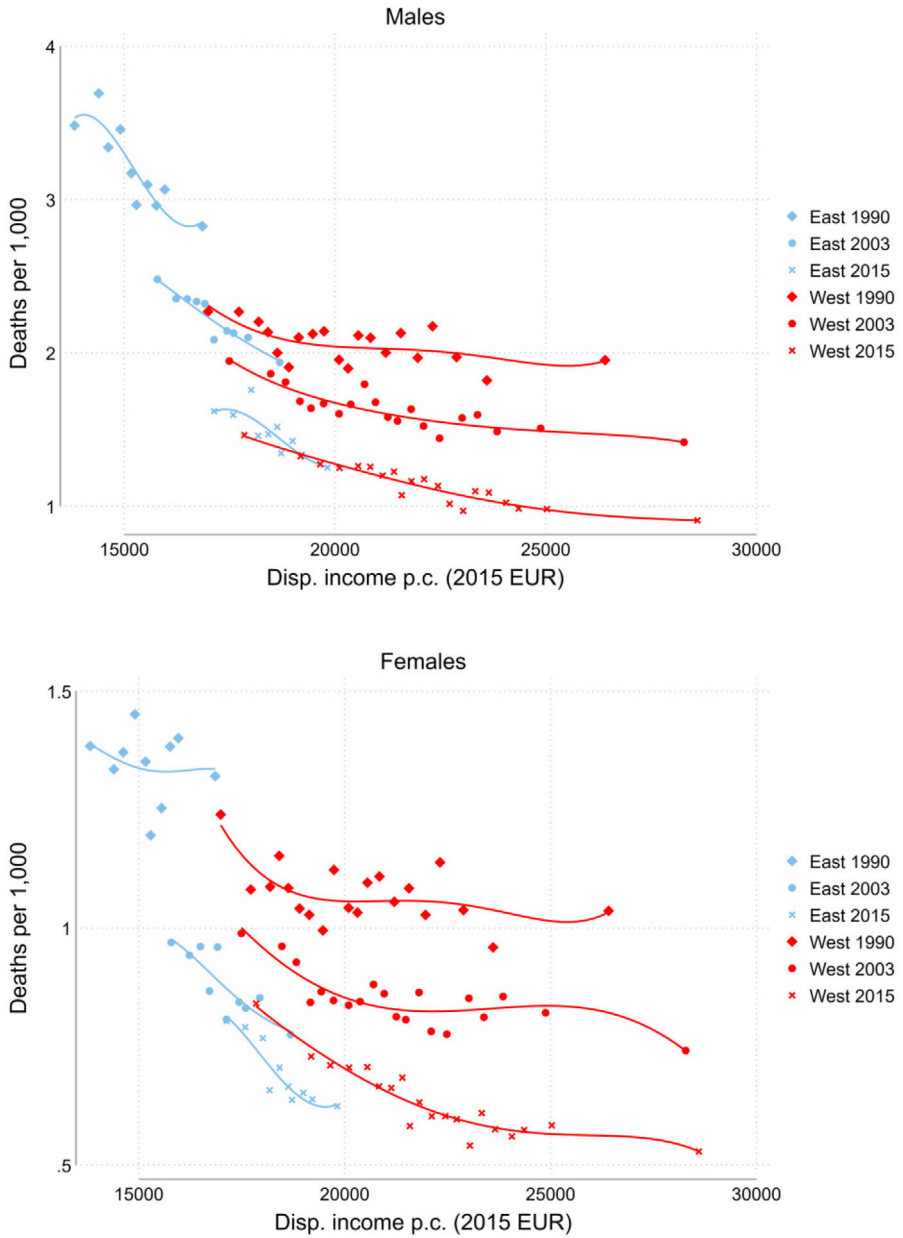 Males
4
3
2
1
Deaths per 1,000
15000 20000 25000 30000
Disp. income p.c. (2015 EUR)
East 1990
East 2003
East 2015
West 1990
West 2003
West 2015
Females
1.5
1
.5
Deaths per 1,000
15000 20000 25000 30000
Disp. income p.c. (2015 EUR)
East 1990
East 2003
East 2015
West 1990
West 2003
West 2015